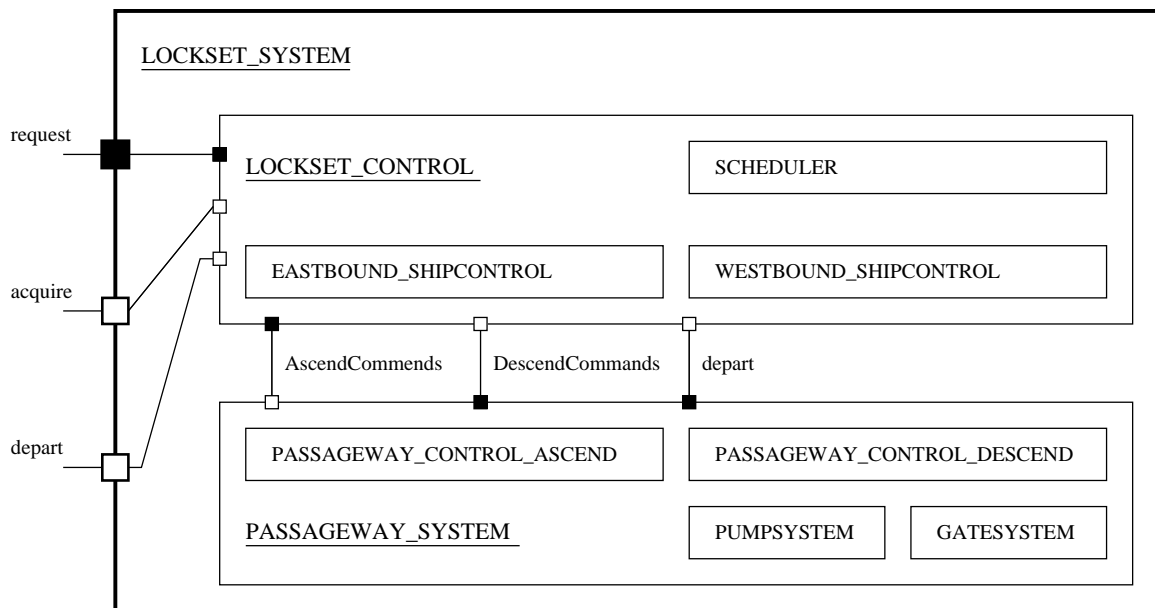 LOCKSET_SYSTEM
request
LOCKSET_CONTROL
SCHEDULER
EASTBOUND_SHIPCONTROL
WESTBOUND_SHIPCONTROL
acquire
AscendCommends
DescendCommands
depart
depart
PASSAGEWAY_CONTROL_ASCEND
PASSAGEWAY_CONTROL_DESCEND
PASSAGEWAY_SYSTEM
PUMPSYSTEM
GATESYSTEM